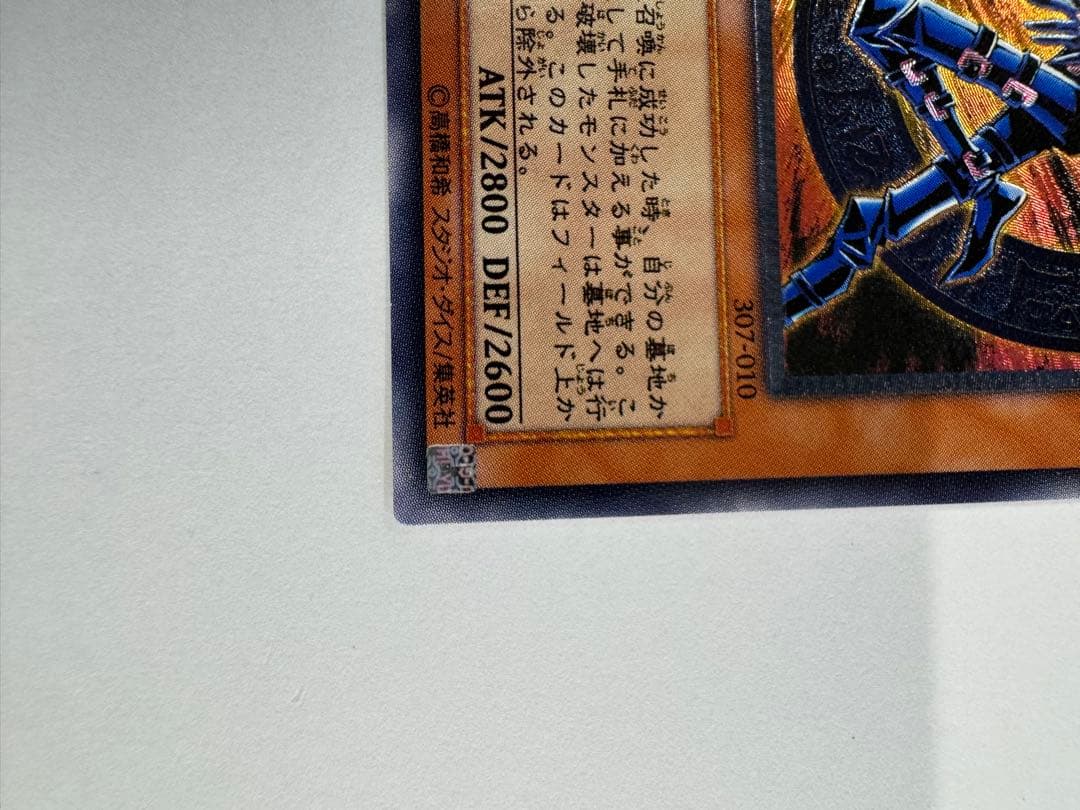 307-010
召喚に成功した時、自分の墓地か
して手札に加える事ができる。こ
破壊したモンスターは墓地へは行
る。このカードはフィールド上か
ら除外される。
ATK/2800 DEF/2600
©高橋和希 スタジオ・ダイス/集英社